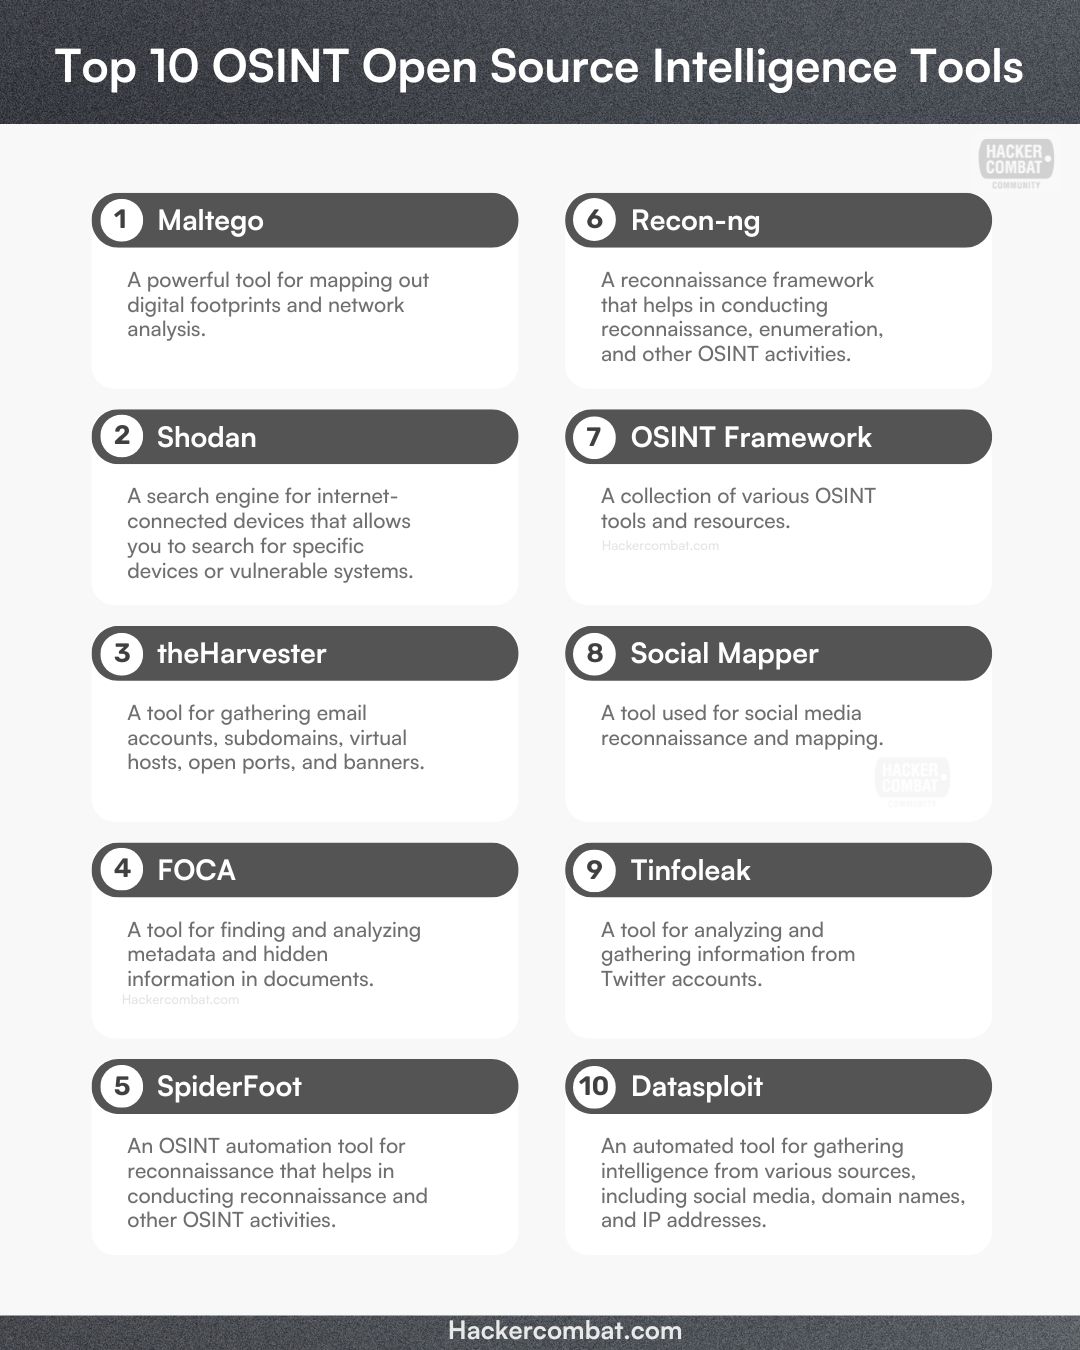 Top 10 OSINT Open Source Intelligence Tools
HACKER
COMBAT
COMMUNITY
1 Maltego
A powerful tool for mapping out
digital footprints and network
analysis.
2 Shodan
A search engine for internet-
connected devices that allows
you to search for specific
devices or vulnerable systems.
3 theHarvester
A tool for gathering email
accounts, subdomains, virtual
hosts, open ports, and banners.
4 FOCA
A tool for finding and analyzing
metadata and hidden
information in documents.
Hackercombat.com
5 SpiderFoot
An OSINT automation tool for
reconnaissance that helps in
conducting reconnaissance and
other OSINT activities.
6 Recon-ng
A reconnaissance framework
that helps in conducting
reconnaissance, enumeration,
and other OSINT activities.
7 OSINT Framework
A collection of various OSINT
tools and resources.
Hackercombat.com
8 Social Mapper
A tool used for social media
reconnaissance and mapping.
HACKER
COMBAT
COMMUNITY
9 Tinfoleak
A tool for analyzing and
gathering information from
Twitter accounts.
10 Datasploit
An automated tool for gathering
intelligence from various sources,
including social media, domain names,
and IP addresses.
Hackercombat.com